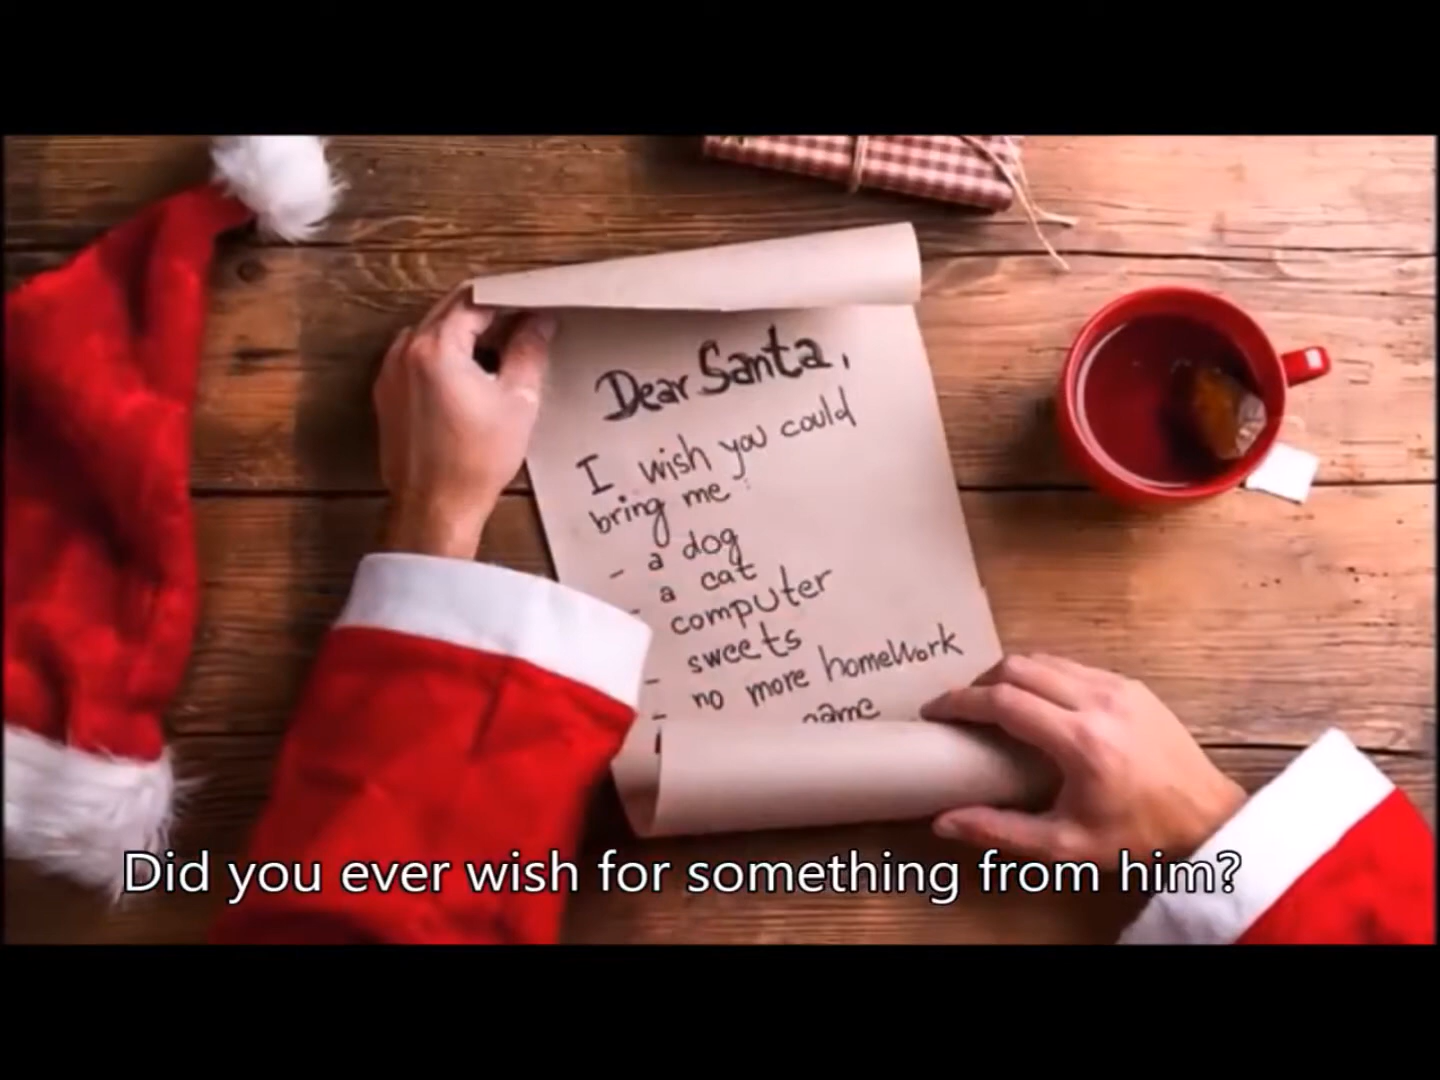 Dear Santa,
I wish you could
bring me:
- a dog
- a cat
computer
- sweets
- no more homework
name
Did you ever wish for something from him?